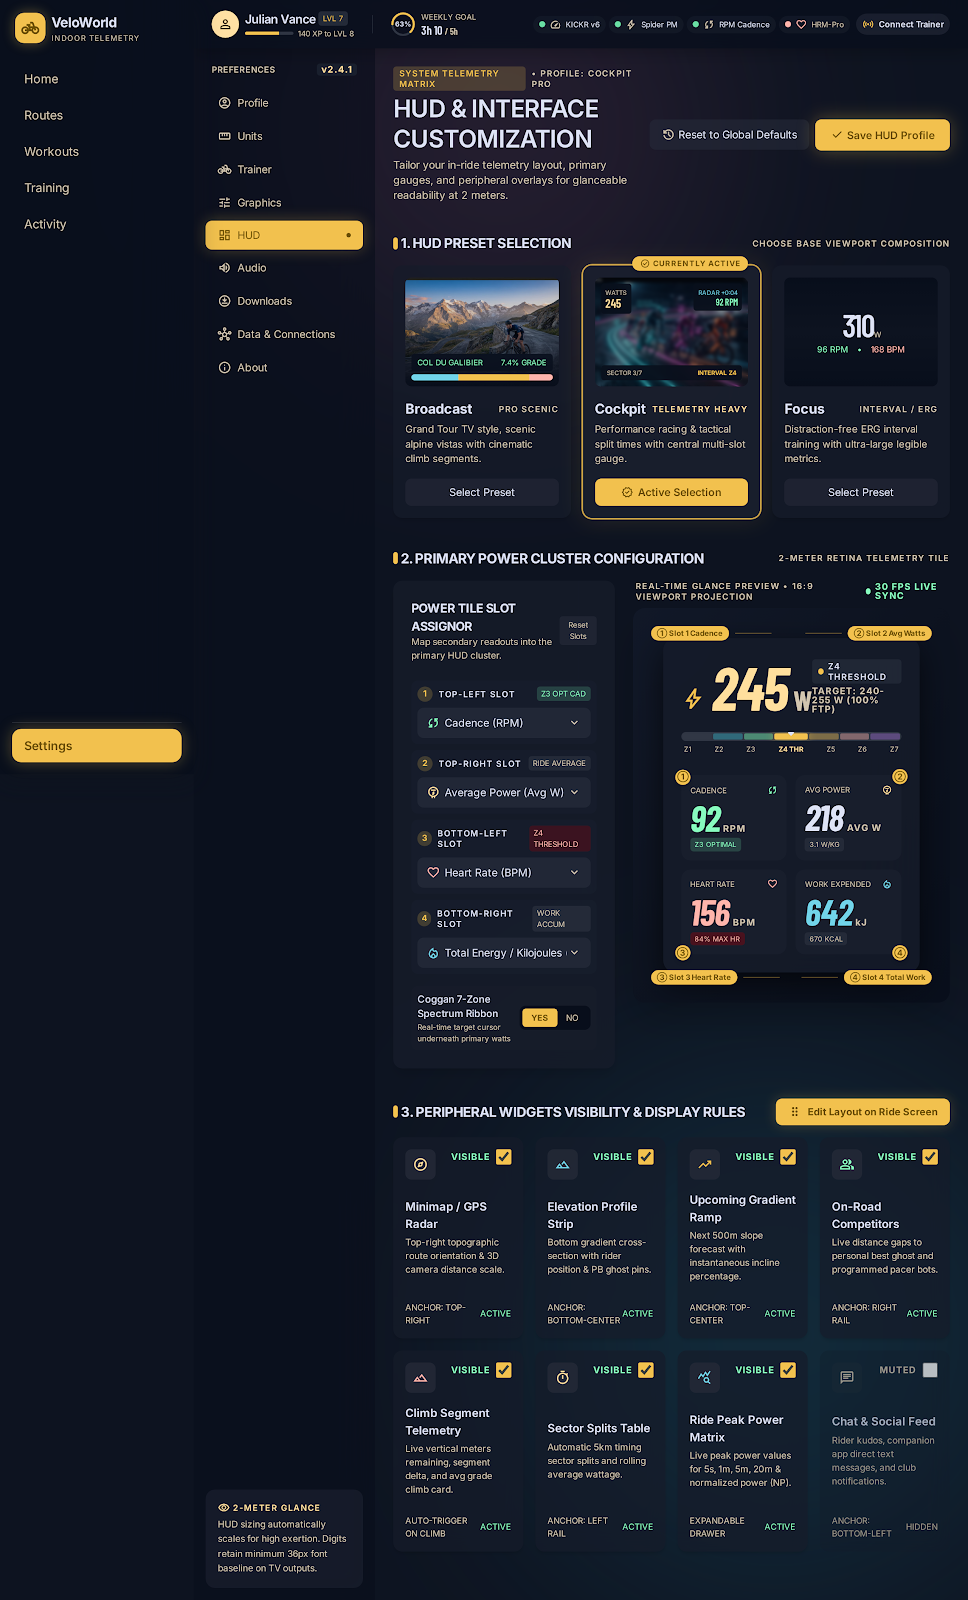 VeloWorld
INDOOR TELEMETRY
Julian Vance LVL 7
140 XP to LVL 8
63%
WEEKLY GOAL
3h 10 / 5h
KICKR v6
Spider PM
RPM Cadence
HRM-Pro
Connect Trainer
Home
Routes
Workouts
Training
Activity
Settings
PREFERENCES v2.4.1
Profile
Units
Trainer
Graphics
HUD
Audio
Downloads
Data & Connections
About
2-METER GLANCE
HUD sizing automatically
scales for high exertion. Digits
retain minimum 36px font
baseline on TV outputs.
SYSTEM TELEMETRY
MATRIX
• PROFILE: COCKPIT
PRO
HUD & INTERFACE
CUSTOMIZATION
Tailor your in-ride telemetry layout, primary
gauges, and peripheral overlays for glanceable
readability at 2 meters.
Reset to Global Defaults
Save HUD Profile
1. HUD PRESET SELECTION
CHOOSE BASE VIEWPORT COMPOSITION
COL DU GALIBIER 7.4% GRADE
Broadcast PRO SCENIC
Grand Tour TV style, scenic
alpine vistas with cinematic
climb segments.
Select Preset
CURRENTLY ACTIVE
WATTS
245
RADAR +0:04
92 RPM
SECTOR 3/7 INTERVAL Z4
Cockpit TELEMETRY HEAVY
Performance racing & tactical
split times with central multi-slot
gauge.
Active Selection
310W
96 RPM • 168 BPM
Focus INTERVAL / ERG
Distraction-free ERG interval
training with ultra-large legible
metrics.
Select Preset
2. PRIMARY POWER CLUSTER CONFIGURATION
2-METER RETINA TELEMETRY TILE
POWER TILE SLOT
ASSIGNOR
Map secondary readouts into the
primary HUD cluster.
Reset
Slots
1 TOP-LEFT SLOT Z3 OPT CAD
Cadence (RPM)
2 TOP-RIGHT SLOT RIDE AVERAGE
Average Power (Avg W)
3 BOTTOM-LEFT
SLOT
Z4
THRESHOLD
Heart Rate (BPM)
4 BOTTOM-RIGHT
SLOT
WORK
ACCUM
Total Energy / Kilojoules
Coggan 7-Zone
Spectrum Ribbon
Real-time target cursor
underneath primary watts
YES NO
REAL-TIME GLANCE PREVIEW • 16:9
VIEWPORT PROJECTION
30 FPS LIVE
SYNC
1 Slot 1 Cadence
2 Slot 2 Avg Watts
245 W
Z4
THRESHOLD
TARGET: 240-
255 W (100%
FTP)
Z1 Z2 Z3 Z4 THR Z5 Z6 Z7
1
CADENCE
92 RPM
Z3 OPTIMAL
2
AVG POWER
218 AVG W
3.1 W/KG
HEART RATE
156 BPM
84% MAX HR
3
WORK EXPENDED
642 kJ
670 KCAL
4
3 Slot 3 Heart Rate
4 Slot 4 Total Work
3. PERIPHERAL WIDGETS VISIBILITY & DISPLAY RULES
Edit Layout on Ride Screen
VISIBLE
Minimap / GPS
Radar
Top-right topographic
route orientation & 3D
camera distance scale.
ANCHOR: TOP-
RIGHT
ACTIVE
VISIBLE
Elevation Profile
Strip
Bottom gradient cross-
section with rider
position & PB ghost pins.
ANCHOR:
BOTTOM-CENTER
ACTIVE
VISIBLE
Upcoming Gradient
Ramp
Next 500m slope
forecast with
instantaneous incline
percentage.
ANCHOR: TOP-
CENTER
ACTIVE
VISIBLE
On-Road
Competitors
Live distance gaps to
personal best ghost and
programmed pacer bots.
ANCHOR: RIGHT
RAIL
ACTIVE
VISIBLE
Climb Segment
Telemetry
Live vertical meters
remaining, segment
delta, and avg grade
climb card.
AUTO-TRIGGER
ON CLIMB
ACTIVE
VISIBLE
Sector Splits Table
Automatic 5km timing
sector splits and rolling
average wattage.
ANCHOR: LEFT
RAIL
ACTIVE
VISIBLE
Ride Peak Power
Matrix
Live peak power values
for 5s, 1m, 5m, 20m &
normalized power (NP).
EXPANDABLE
DRAWER
ACTIVE
MUTED
Chat & Social Feed
Rider kudos, companion
app direct text
messages, and club
notifications.
ANCHOR:
BOTTOM-LEFT
HIDDEN